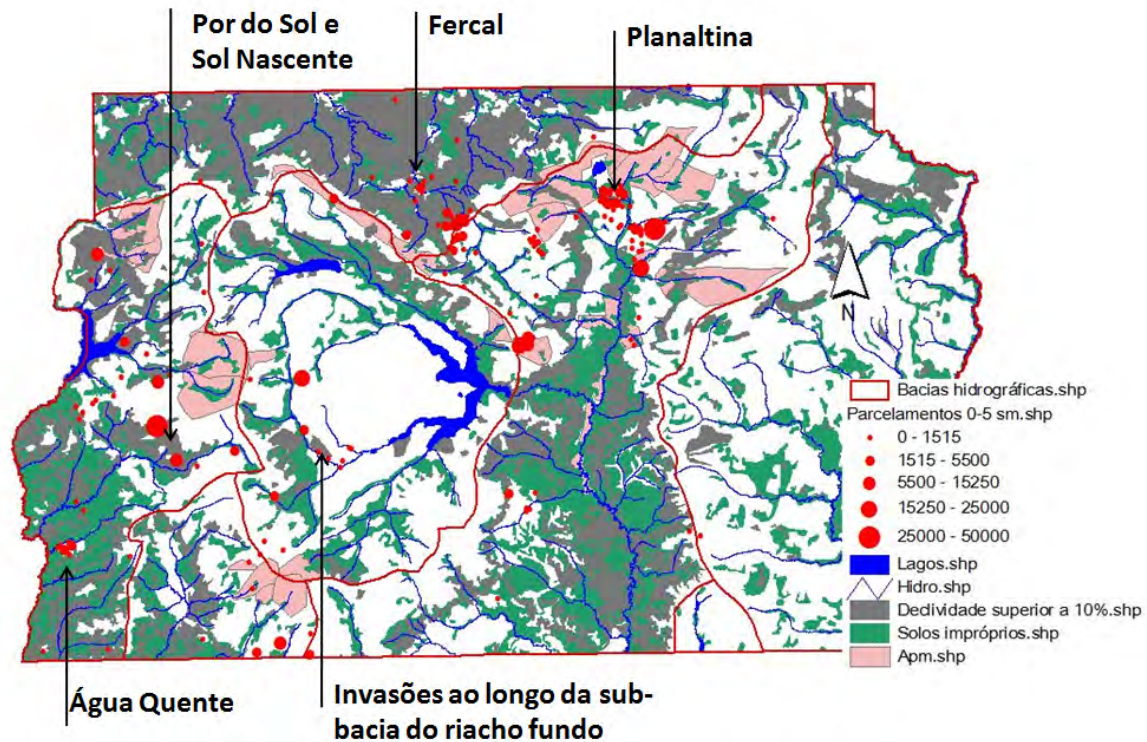 Por do Sol e
Sol Nascente
Fercal
Planaltina
N
Bacias hidrográficas.shp
Parcelamentos 0-5 sm.shp
0 - 1515
1515 - 5500
5500 - 15250
15250 - 25000
25000 - 50000
Lagos.shp
Hidro.shp
Declividade superior a 10%.shp
Solos impróprios.shp
Apm.shp
Água Quente
Invasões ao longo da sub-
bacia do riacho fundo